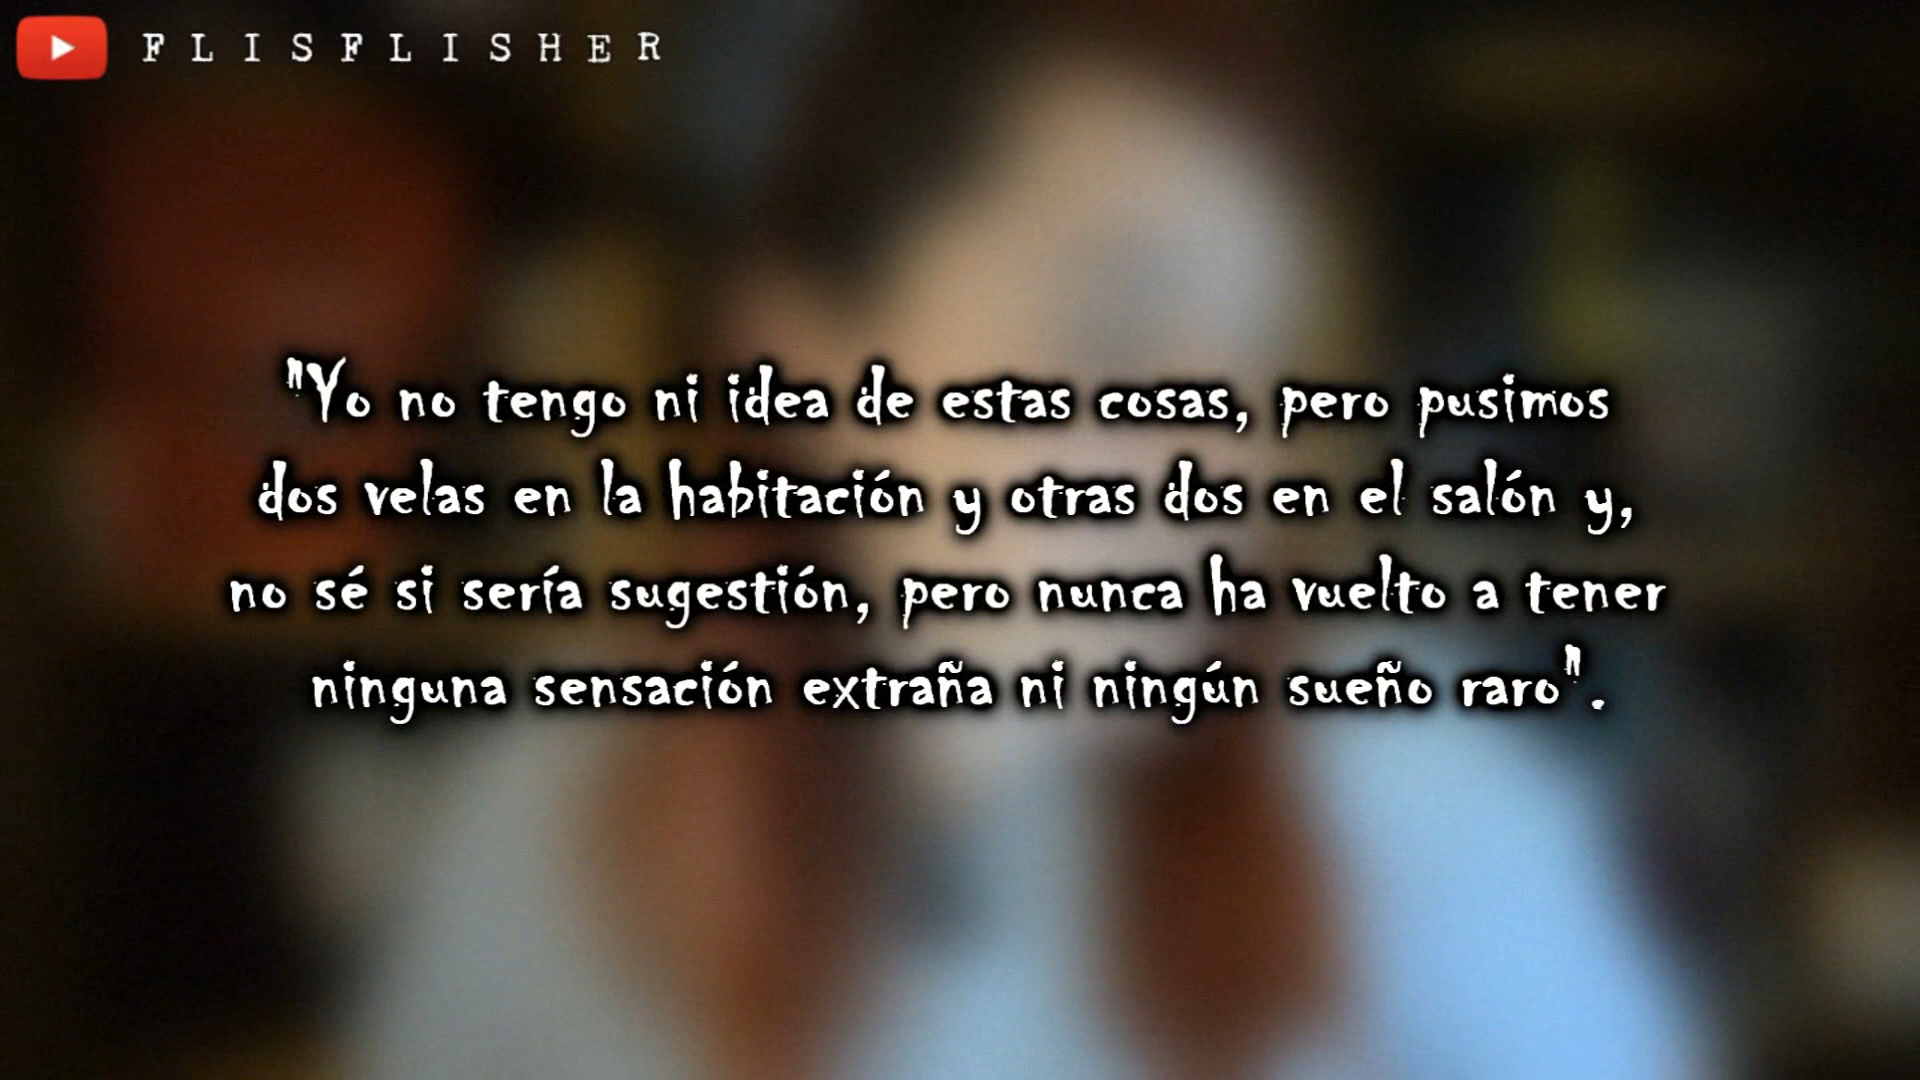 FLISFLISHER
"Yo no tengo ni idea de estas cosas, pero pusimos
dos velas en la habitación y otras dos en el salón y,
no sé si sería sugestión, pero nunca ha vuelto a tener
ninguna sensación extraña ni ningún sueño raro".